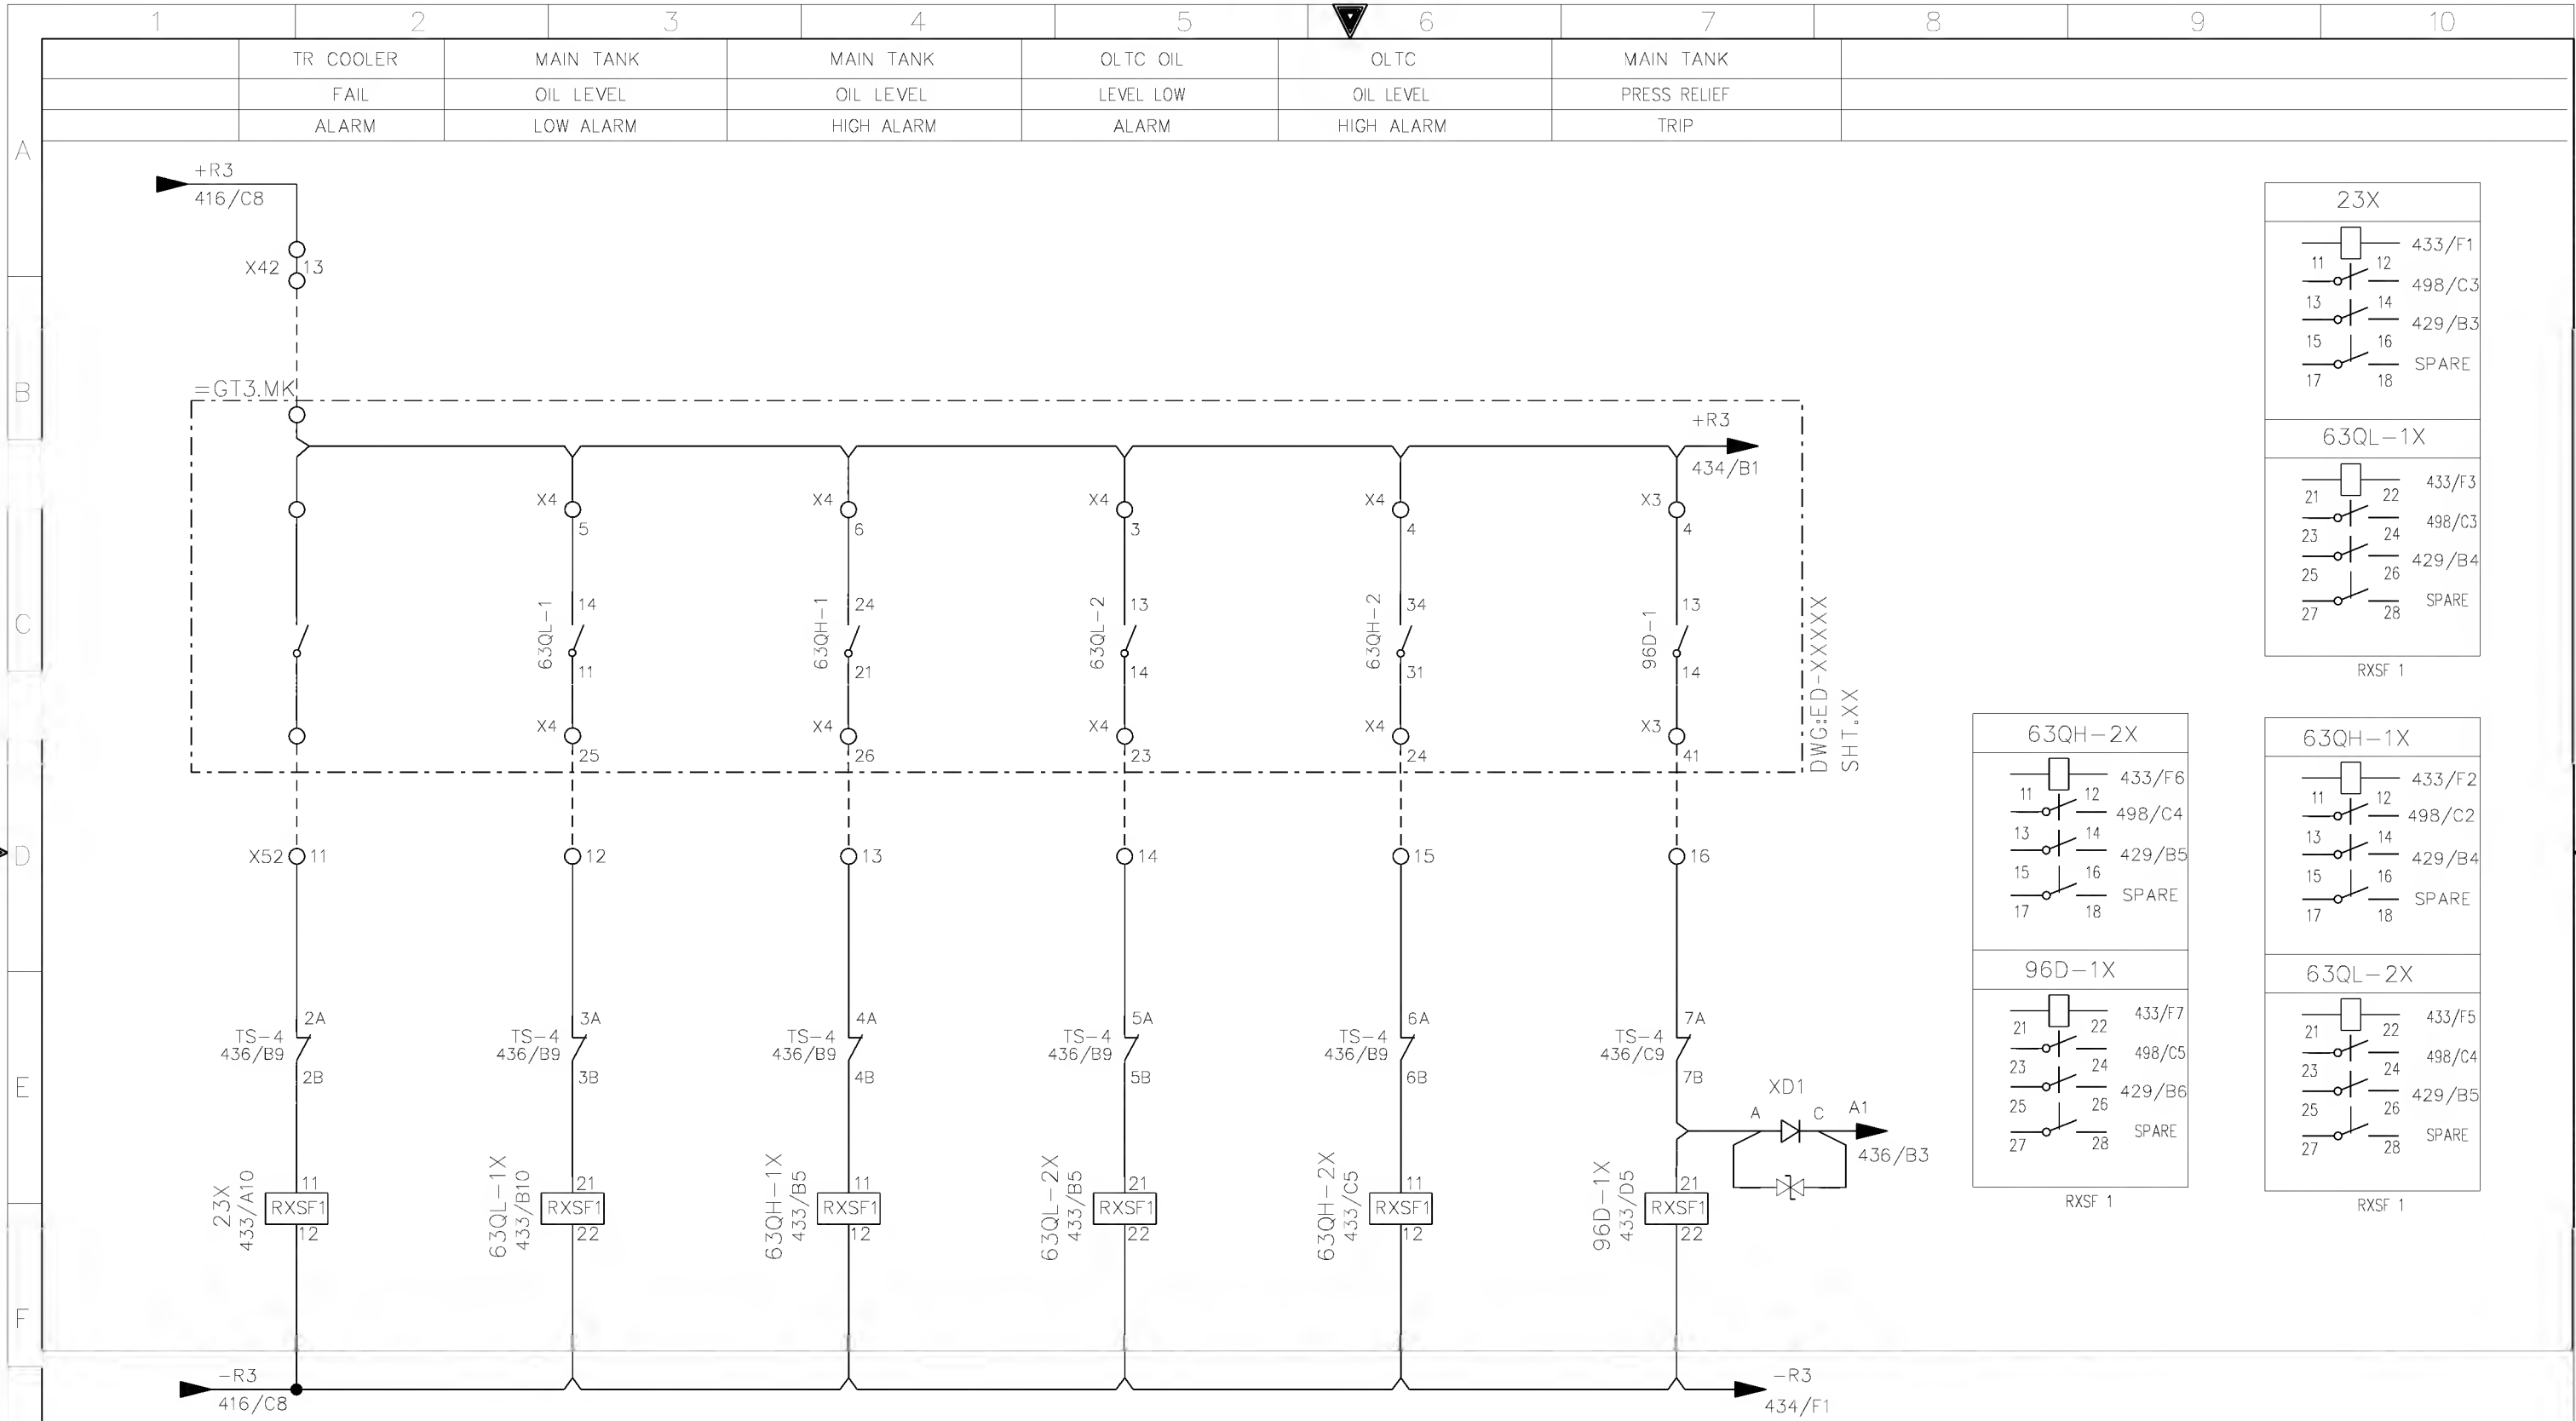 1 2 3 4 5 6 7 8 9 10
TR COOLER MAIN TANK MAIN TANK OLTC OIL OLTC MAIN TANK
FAIL OIL LEVEL OIL LEVEL LEVEL LOW OIL LEVEL PRESS RELIEF
ALARM LOW ALARM HIGH ALARM ALARM HIGH ALARM TRIP
A
B
C
D
E
F
+R3
416/C8
X42 13
=GT3.MK
+R3
434/B1
X4 X4 X4 X4 X3
5 6 3 4 4
63QL-1 14 11
63QH-1 24 21
63QL-2 13 14
63QH-2 34 31
96D-1 13 14
X4 X4 X4 X4 X3
25 26 23 24 41
DWG:ED-XXXXX
SHT.XX
X52 11 12 13 14 15 16
2A 3A 4A 5A 6A 7A
TS-4 TS-4 TS-4 TS-4 TS-4 TS-4
436/B9 436/B9 436/B9 436/B9 436/B9 436/C9
2B 3B 4B 5B 6B 7B
XD1
A C A1
436/B3
23X
433/A10
11
RXSF1
12
63QL-1X
433/B10
21
RXSF1
22
63QH-1X
433/B5
11
RXSF1
12
63QL-2X
433/B5
21
RXSF1
22
63QH-2X
433/C5
11
RXSF1
12
96D-1X
433/D5
21
RXSF1
22
-R3
416/C8
-R3
434/F1
23X
433/F1
11 12
498/C3
13 14
429/B3
15 16
SPARE
17 18
63QL-1X
433/F3
21 22
498/C3
23 24
429/B4
25 26
SPARE
27 28
RXSF 1
63QH-2X
433/F6
11 12
498/C4
13 14
429/B5
15 16
SPARE
17 18
96D-1X
433/F7
21 22
498/C5
23 24
429/B6
25 26
SPARE
27 28
RXSF 1
63QH-1X
433/F2
11 12
498/C2
13 14
429/B4
15 16
SPARE
17 18
63QL-2X
433/F5
21 22
498/C4
23 24
429/B5
25 26
SPARE
27 28
RXSF 1